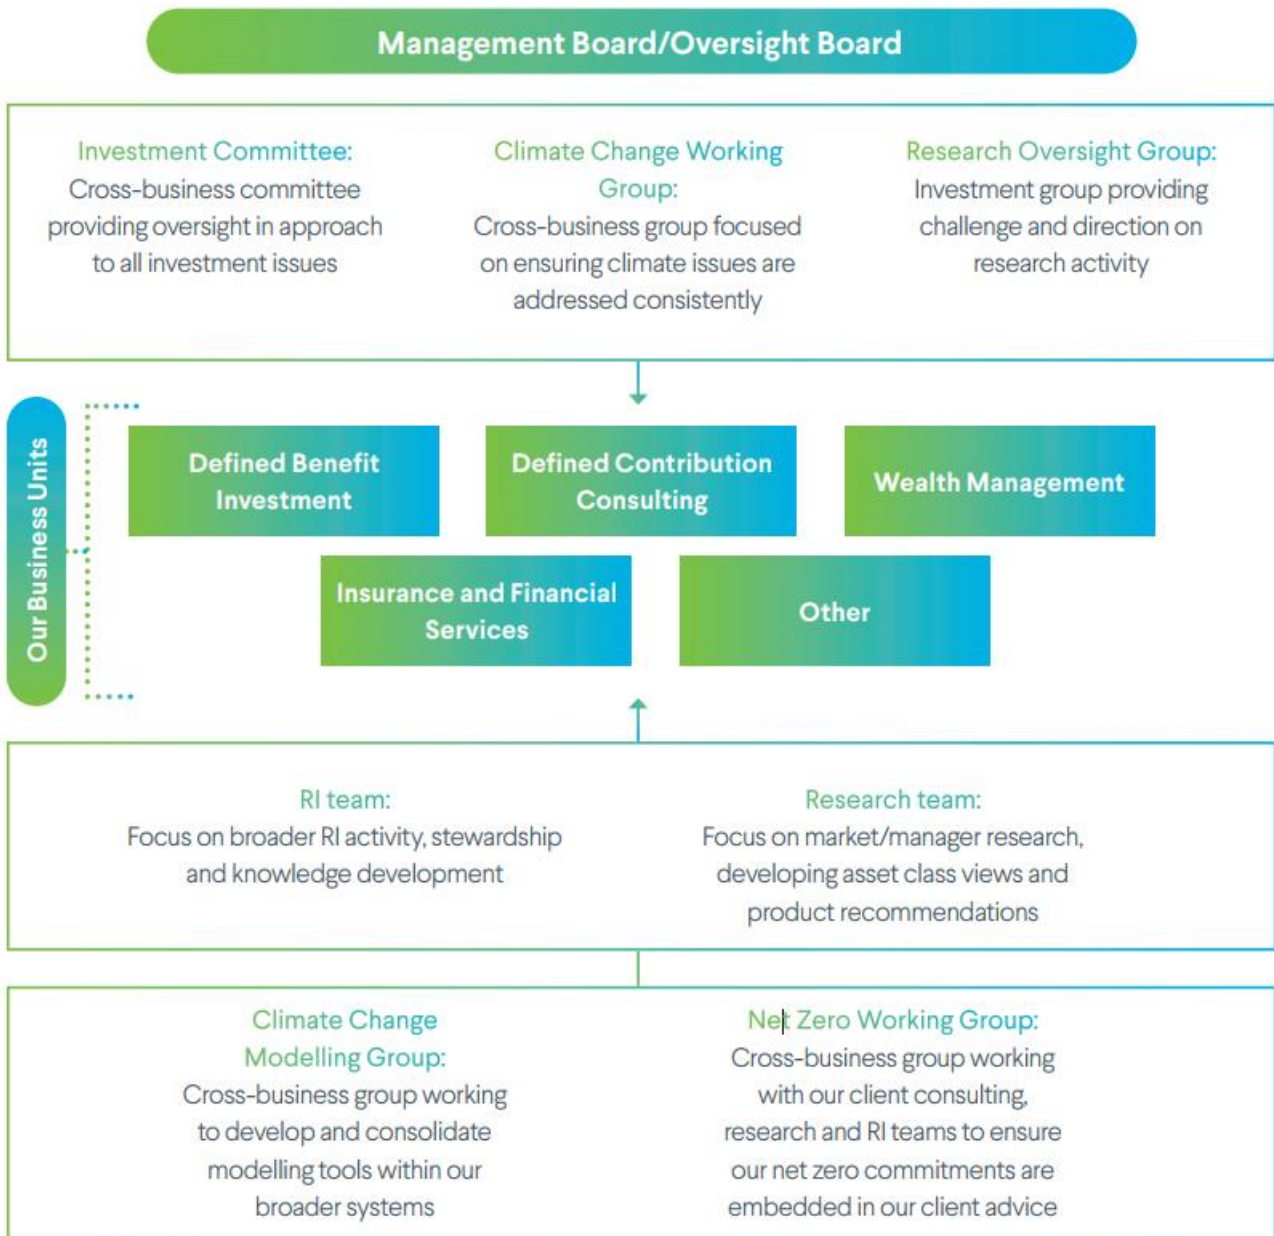 Management Board/Oversight Board
Investment Committee:
Cross-business committee
providing oversight in approach
to all investment issues
Climate Change Working
Group:
Cross-business group focused
on ensuring climate issues are
addressed consistently
Research Oversight Group:
Investment group providing
challenge and direction on
research activity
Our Business Units
Defined Benefit
Investment
Defined Contribution
Consulting
Wealth Management
Insurance and Financial
Services
Other
RI team:
Focus on broader RI activity, stewardship
and knowledge development
Research team:
Focus on market/manager research,
developing asset class views and
product recommendations
Climate Change
Modelling Group:
Cross-business group working
to develop and consolidate
modelling tools within our
broader systems
Net Zero Working Group:
Cross-business group working
with our client consulting,
research and RI teams to ensure
our net zero commitments are
embedded in our client advice